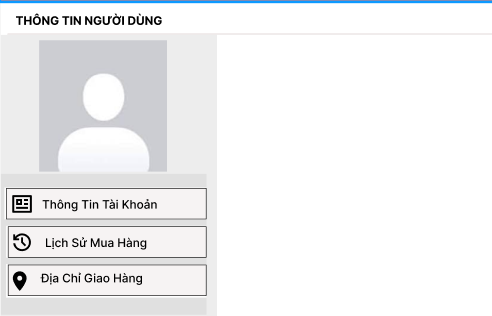 THÔNG TIN NGƯỜI DÙNG
Thông Tin Tài Khoản
Lịch Sử Mua Hàng
Địa Chỉ Giao Hàng